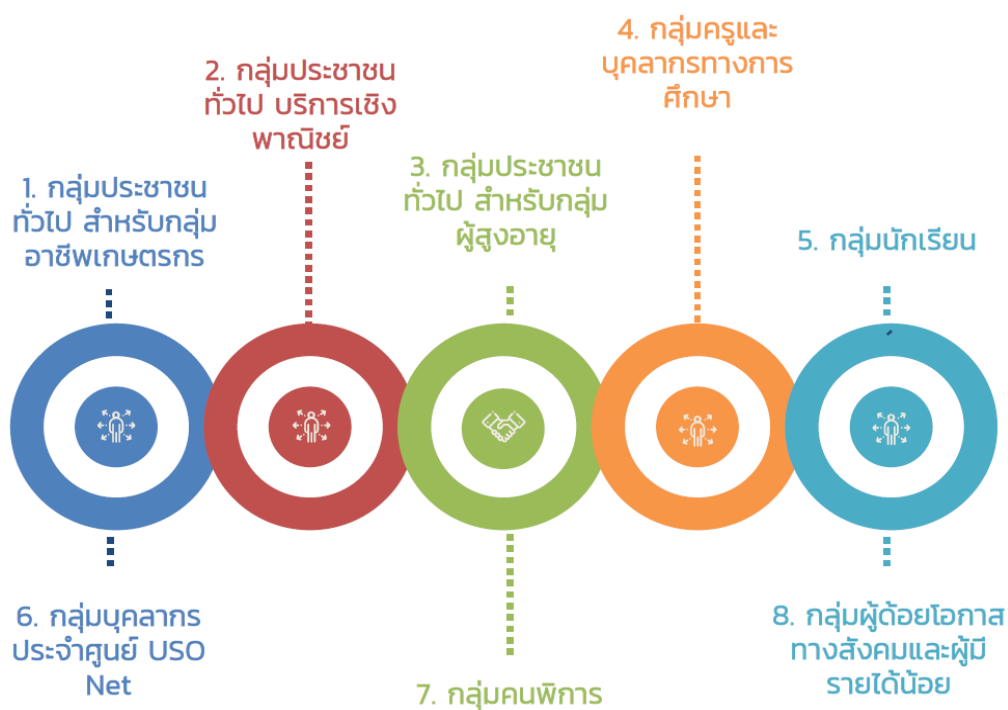 1. กลุ่มประชาชน
ทั่วไป สำหรับกลุ่ม
อาชีพเกษตรกร
2. กลุ่มประชาชน
ทั่วไป บริการเชิง
พาณิชย์
3. กลุ่มประชาชน
ทั่วไป สำหรับกลุ่ม
ผู้สูงอายุ
4. กลุ่มครูและ
บุคลากรทางการ
ศึกษา
5. กลุ่มนักเรียน
6. กลุ่มบุคลากร
ประจำศูนย์ USO
Net
7. กลุ่มคนพิการ
8. กลุ่มผู้ด้อยโอกาส
ทางสังคมและผู้มี
รายได้น้อย